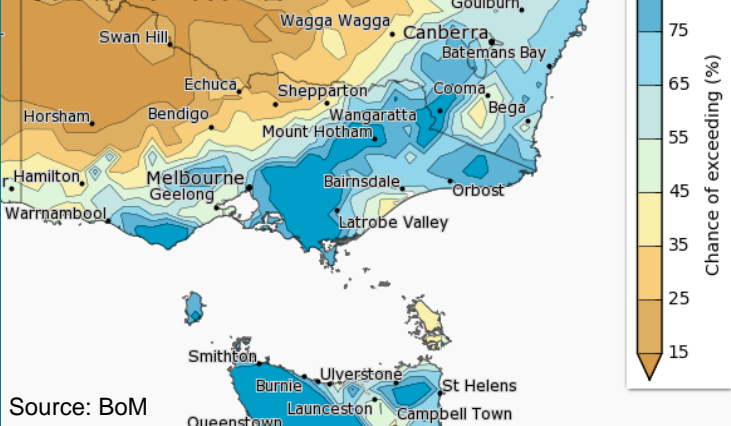 Goulburn
Wagga Wagga
Canberra
Swan Hill
Batemans Bay
Echuca
Shepparton
Cooma
Horsham
Bendigo
Wangaratta
Bega
Mount Hotham
Hamilton
Melbourne
Bairnsdale
Geelong
Orbost
Warrnambool
Latrobe Valley
Smithton
Ulverstone
Burnie
St Helens
Launceston
Campbell Town
Source: BoM
Queenstown
75
65
55
45
35
25
15
Chance of exceeding (%)